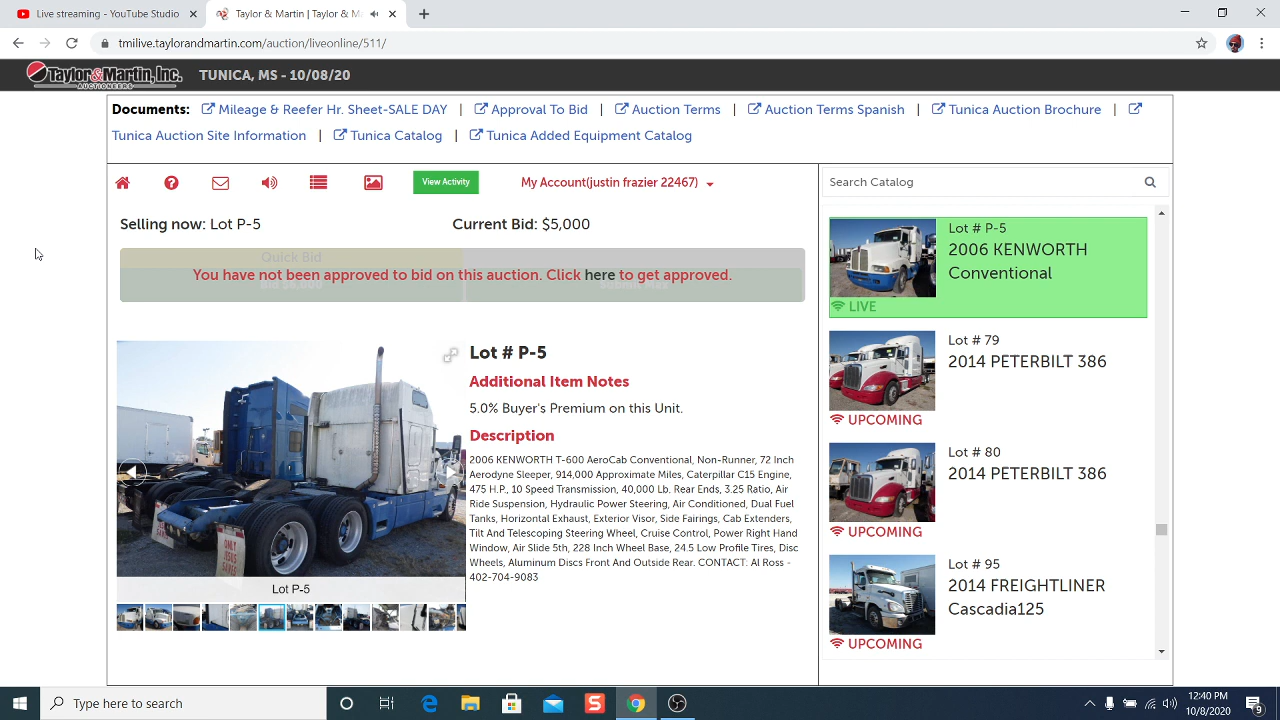 Live streaming - YouTube Studio
Taylor & Martin | Taylor & M
tmilive.taylorandmartin.com/auction/liveonline/511/
Taylor & Martin, Inc. TUNICA, MS - 10/08/20
AUCTIONEERS
Documents: Mileage & Reefer Hr. Sheet-SALE DAY | Approval To Bid | Auction Terms | Auction Terms Spanish | Tunica Auction Brochure |
Tunica Auction Site Information | Tunica Catalog | Tunica Added Equipment Catalog
View Activity My Account(justin frazier 22467)
Search Catalog
Selling now: Lot P-5 Current Bid: $5,000
Quick Bid
You have not been approved to bid on this auction. Click here to get approved.
Submit Max
Lot # P-5
Additional Item Notes
5.0% Buyer's Premium on this Unit.
Description
2006 KENWORTH T-600 AeroCab Conventional, Non-Runner, 72 Inch
Aerodyne Sleeper, 914,000 Approximate Miles, Caterpillar C15 Engine,
475 H.P., 10 Speed Transmission, 40,000 Lb. Rear Ends, 3.25 Ratio, Air
Ride Suspension, Hydraulic Power Steering, Air Conditioned, Dual Fuel
Tanks, Horizontal Exhaust, Exterior Visor, Side Fairings, Cab Extenders,
Tilt And Telescoping Steering Wheel, Cruise Control, Power Right Hand
Window, Air Slide 5th, 228 Inch Wheel Base, 24.5 Low Profile Tires, Disc
Wheels, Aluminum Discs Front And Outside Rear. CONTACT: Al Ross -
402-704-9083
ONLY
JESUS
SAVES
Lot P-5
Lot # P-5
2006 KENWORTH
Conventional
LIVE
Lot # 79
2014 PETERBILT 386
UPCOMING
Lot # 80
2014 PETERBILT 386
UPCOMING
Lot # 95
2014 FREIGHTLINER
Cascadia125
UPCOMING
Type here to search
12:40 PM
10/8/2020
9